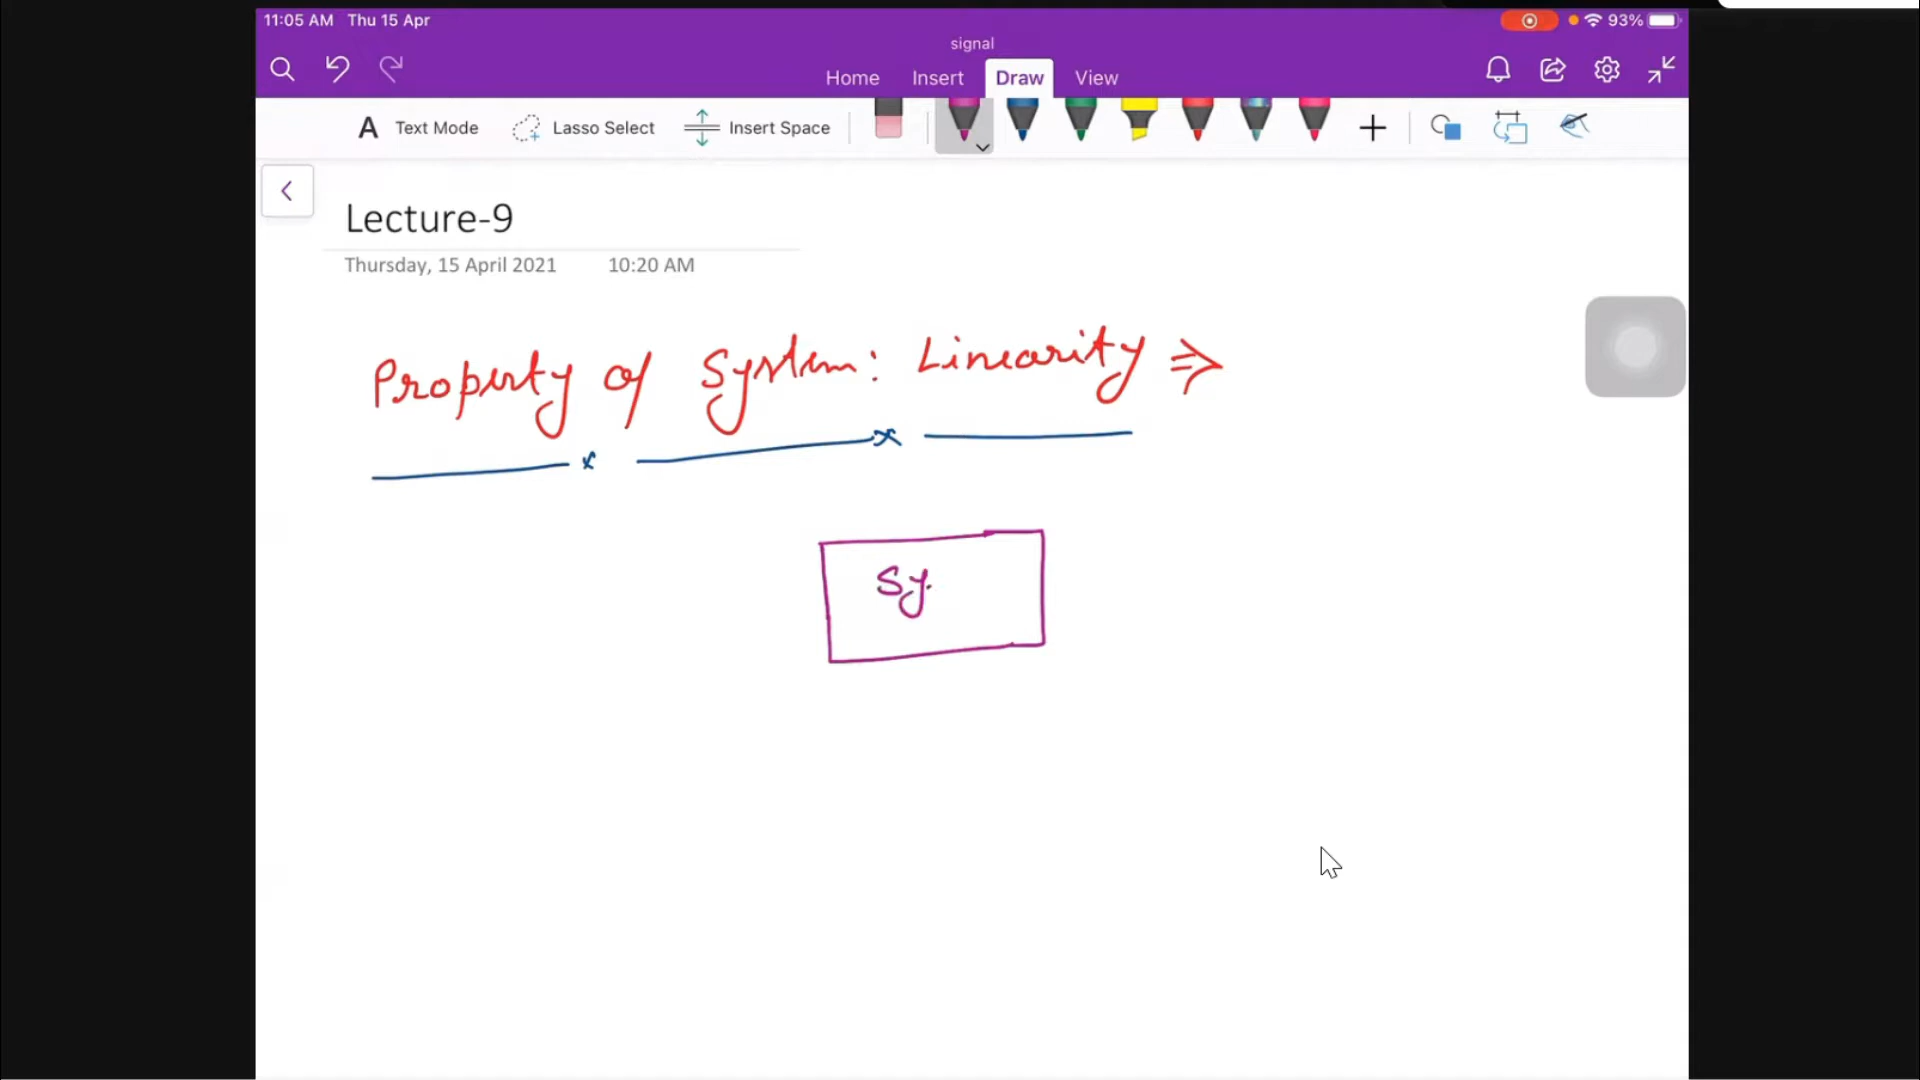 11:05 AM Thu 15 Apr 93%
signal
Home Insert Draw View
A Text Mode Lasso Select Insert Space
Lecture-9
Thursday, 15 April 2021 10:20 AM
Property of System: Linearity ⇒
Sy.